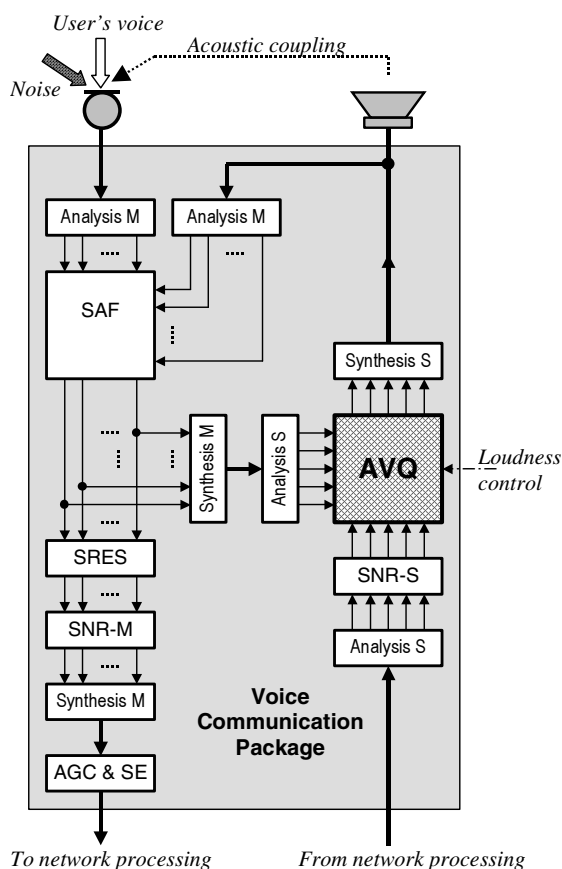 User's voice
Acoustic coupling
Noise
Analysis M
Analysis M
....
....
SAF
....
Synthesis S
....
....
....
Synthesis M
Analysis S
AVQ
Loudness
control
....
SRES
SNR-S
....
SNR-M
Analysis S
....
Synthesis M
Voice
Communication
Package
AGC & SE
To network processing
From network processing